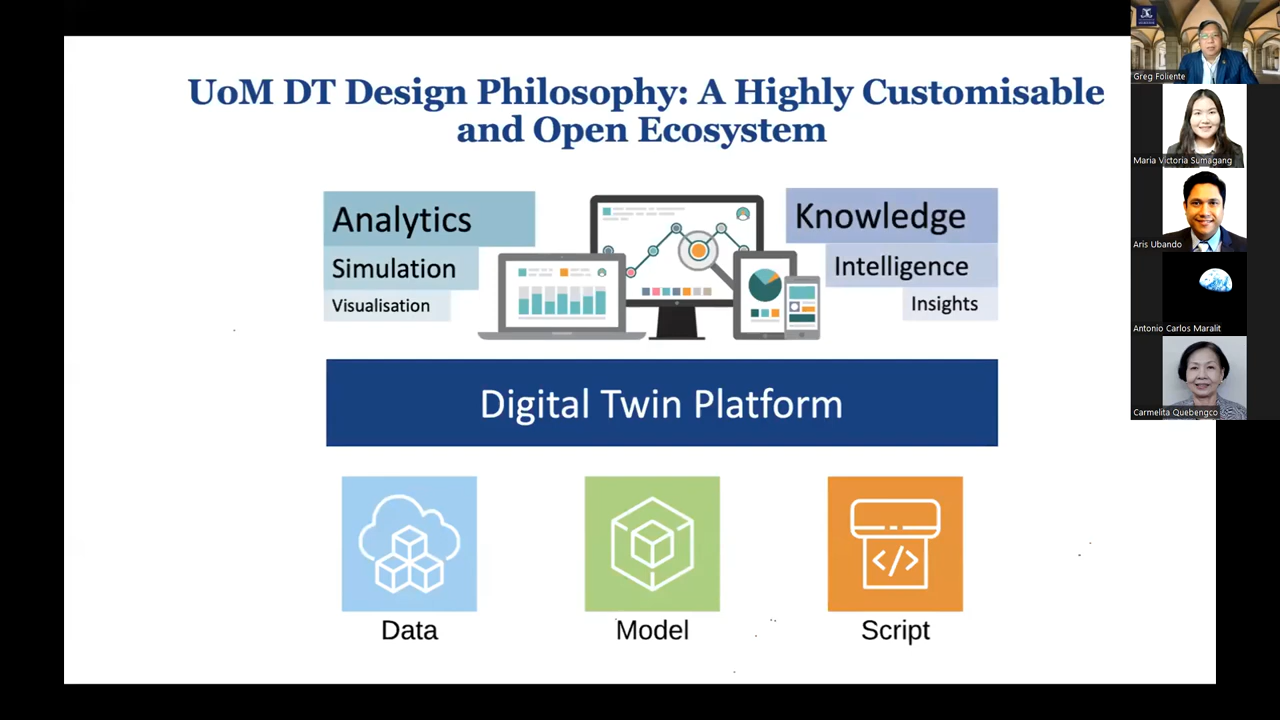 UoM DT Design Philosophy: A Highly Customisable
and Open Ecosystem
Analytics
Simulation
Visualisation
Knowledge
Intelligence
Insights
Digital Twin Platform
</>
Data
Model
Script
Greg Foliente
Maria Victoria Sumagang
Aris Ubando
Antonio Carlos Maralit
Carmelita Quebengco